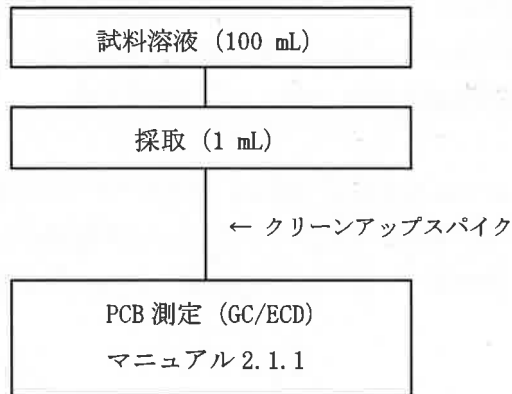 試料溶液 (100 mL)
採取 (1 mL)
← クリーンアップスパイク
PCB 測定 (GC/ECD)
マニュアル 2.1.1